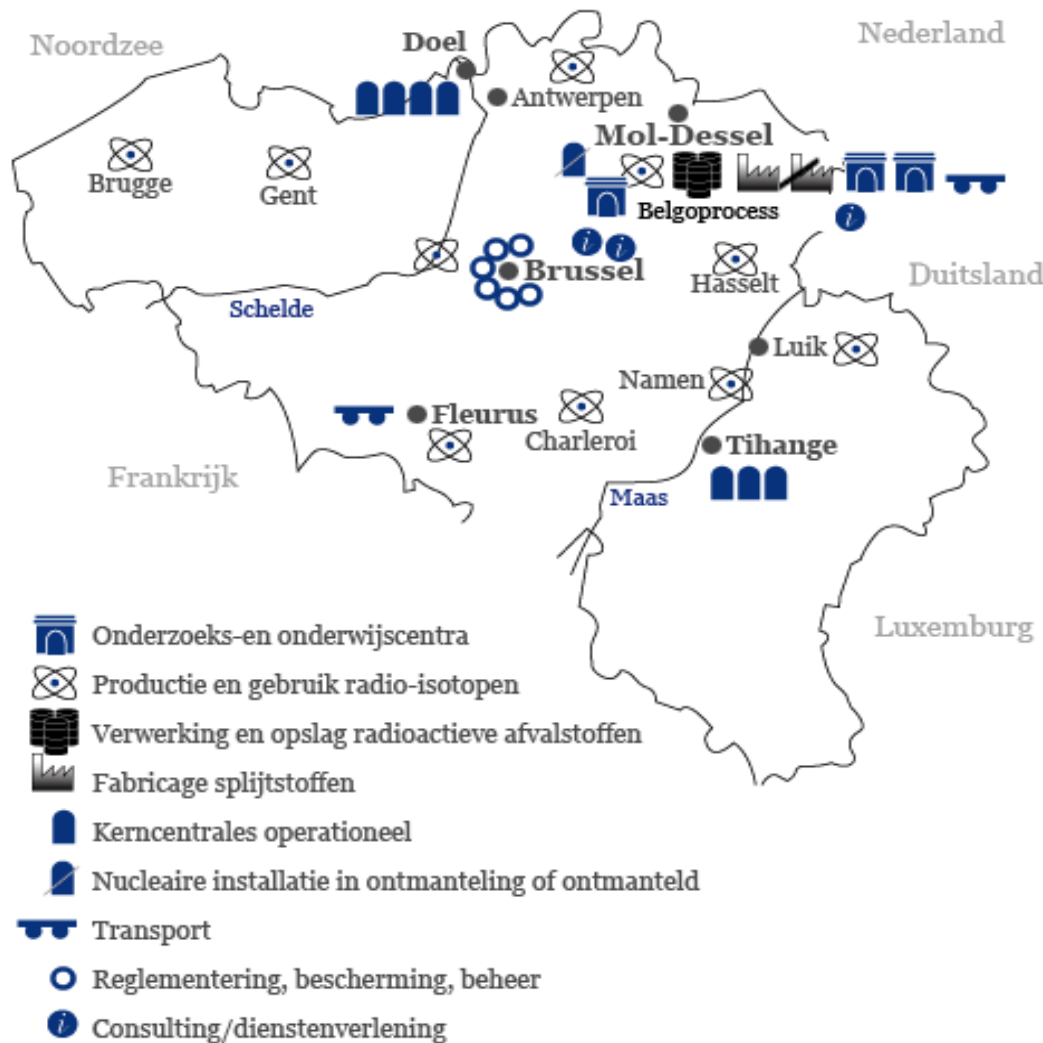 Noordzee
Nederland
Doel
Antwerpen
Mol-Dessel
Brugge
Gent
Belgoprocess
Brussel
Hasselt
Duitsland
Schelde
Luik
Namen
Fleurus
Charleroi
Tihange
Frankrijk
Maas
Luxemburg
Onderzoeks-en onderwijscentra
Productie en gebruik radio-isotopen
Verwerking en opslag radioactieve afvalstoffen
Fabricage splijtstoffen
Kerncentrales operationeel
Nucleaire installatie in ontmanteling of ontmanteld
Transport
Reglementering, bescherming, beheer
i Consulting/dienstenverlening